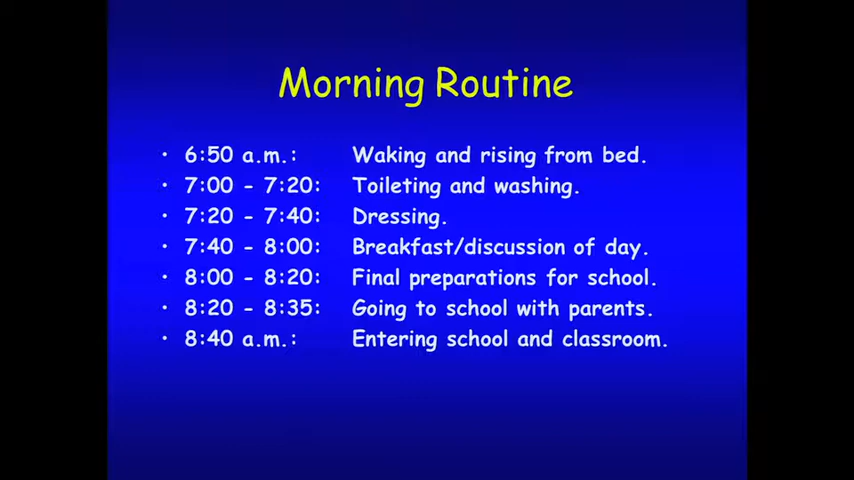 Morning Routine
• 6:50 a.m.: Waking and rising from bed.
• 7:00 - 7:20: Toileting and washing.
• 7:20 - 7:40: Dressing.
• 7:40 - 8:00: Breakfast/discussion of day.
• 8:00 - 8:20: Final preparations for school.
• 8:20 - 8:35: Going to school with parents.
• 8:40 a.m.: Entering school and classroom.